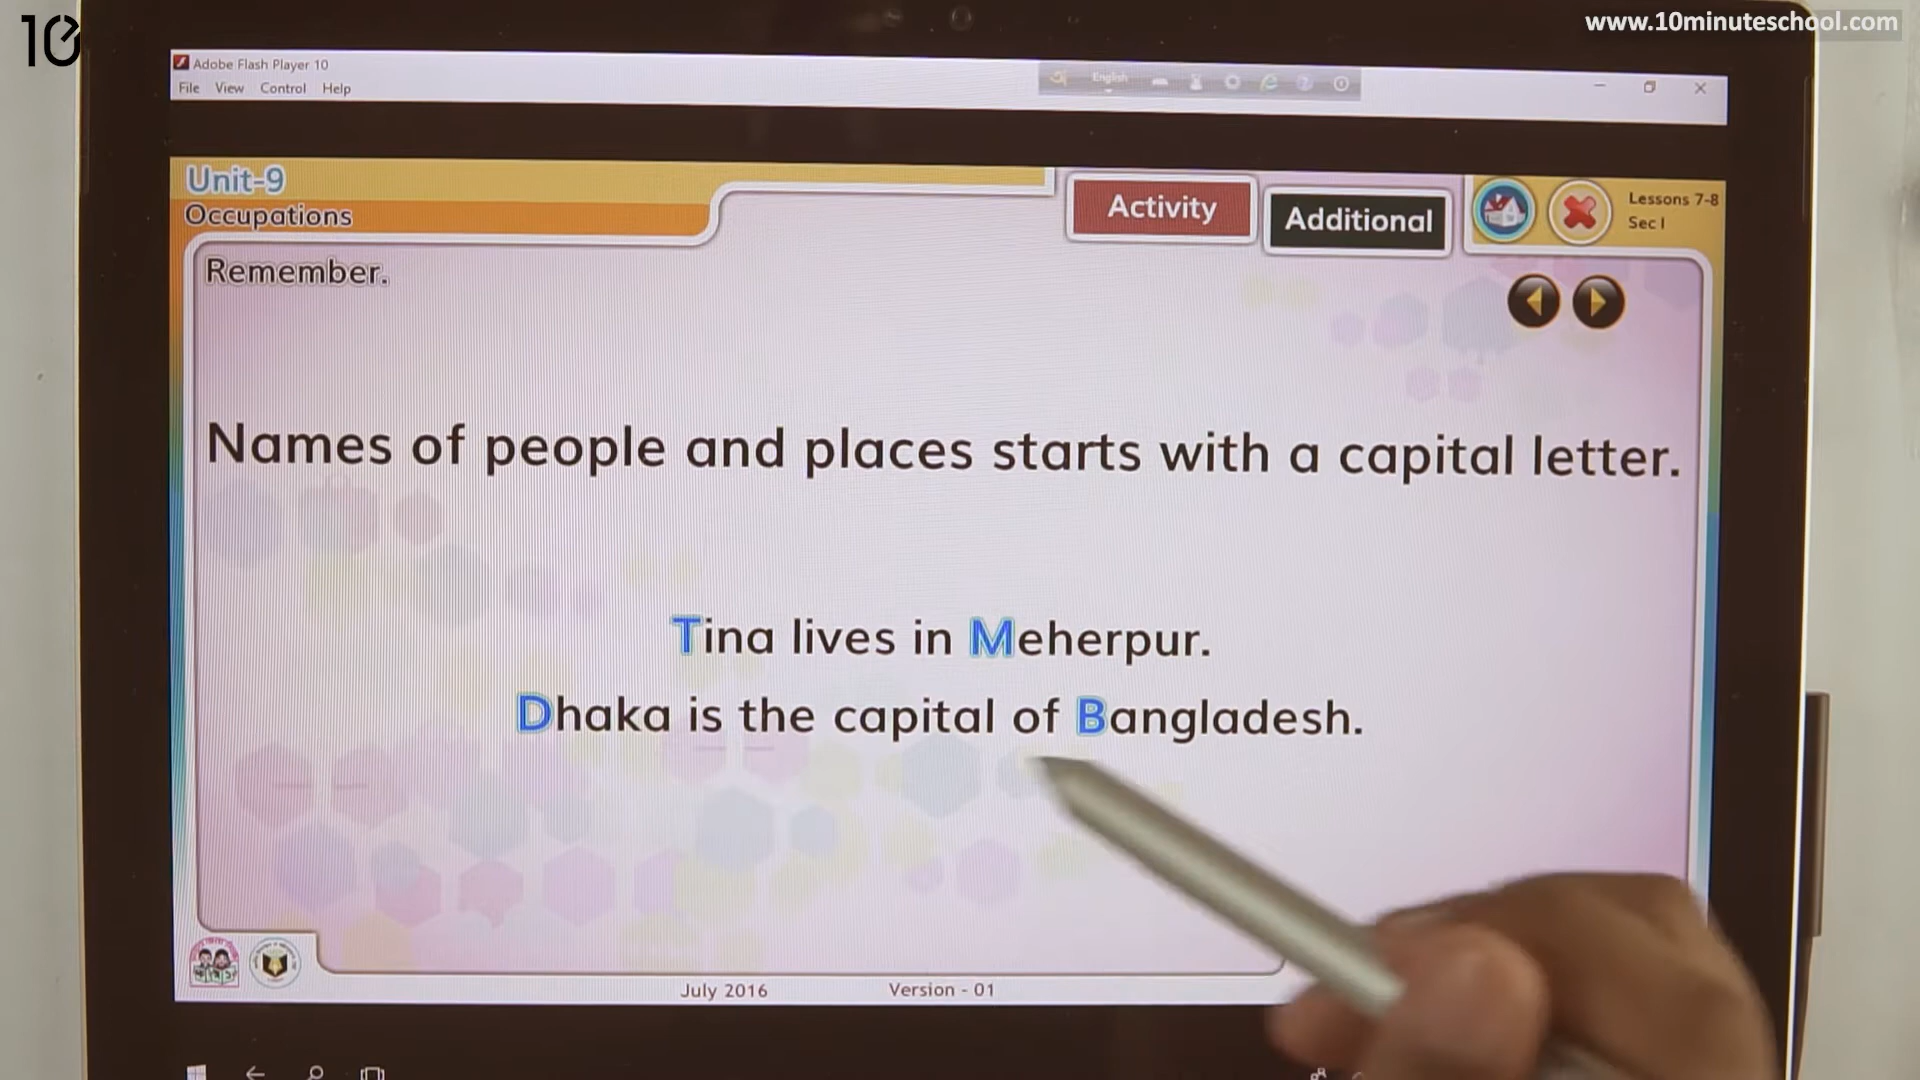 10
www.10minuteschool.com
Adobe Flash Player 10
File View Control Help
English
Unit-9
Occupations
Activity
Additional
Lessons 7-8
Sec I
Remember.
Names of people and places starts with a capital letter.
Tina lives in Meherpur.
Dhaka is the capital of Bangladesh.
July 2016
Version - 01